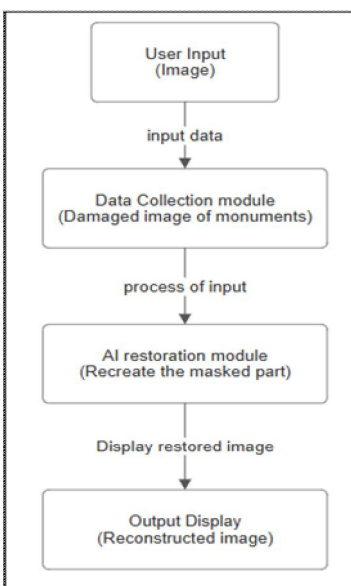 User Input
(Image)
input data
Data Collection module
(Damaged image of monuments)
process of input
AI restoration module
(Recreate the masked part)
Display restored image
Output Display
(Reconstructed image)